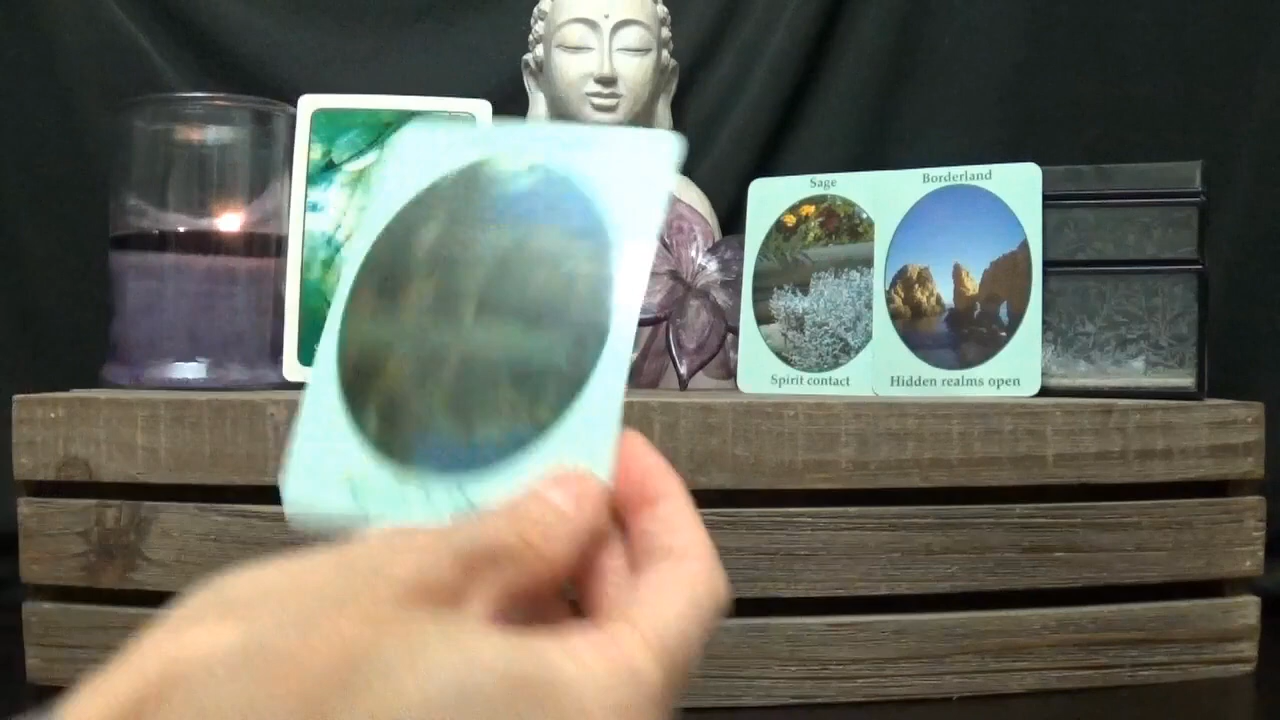 Sage
Spirit contact
Borderland
Hidden realms open